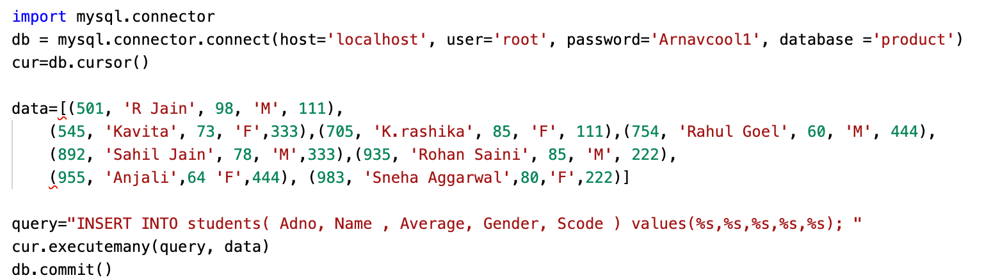 import mysql.connector
db = mysql.connector.connect(host='localhost', user='root', password='Arnavcool1', database ='product')
cur=db.cursor()
data=[(501, 'R Jain', 98, 'M', 111),
(545, 'Kavita', 73, 'F',333),(705, 'K.rashika', 85, 'F', 111),(754, 'Rahul Goel', 60, 'M', 444),
(892, 'Sahil Jain', 78, 'M',333),(935, 'Rohan Saini', 85, 'M', 222),
(955, 'Anjali',64 'F',444), (983, 'Sneha Aggarwal',80,'F',222)]
query="INSERT INTO students( Adno, Name , Average, Gender, Scode ) values(%s,%s,%s,%s,%s); "
cur.executemany(query, data)
db.commit()